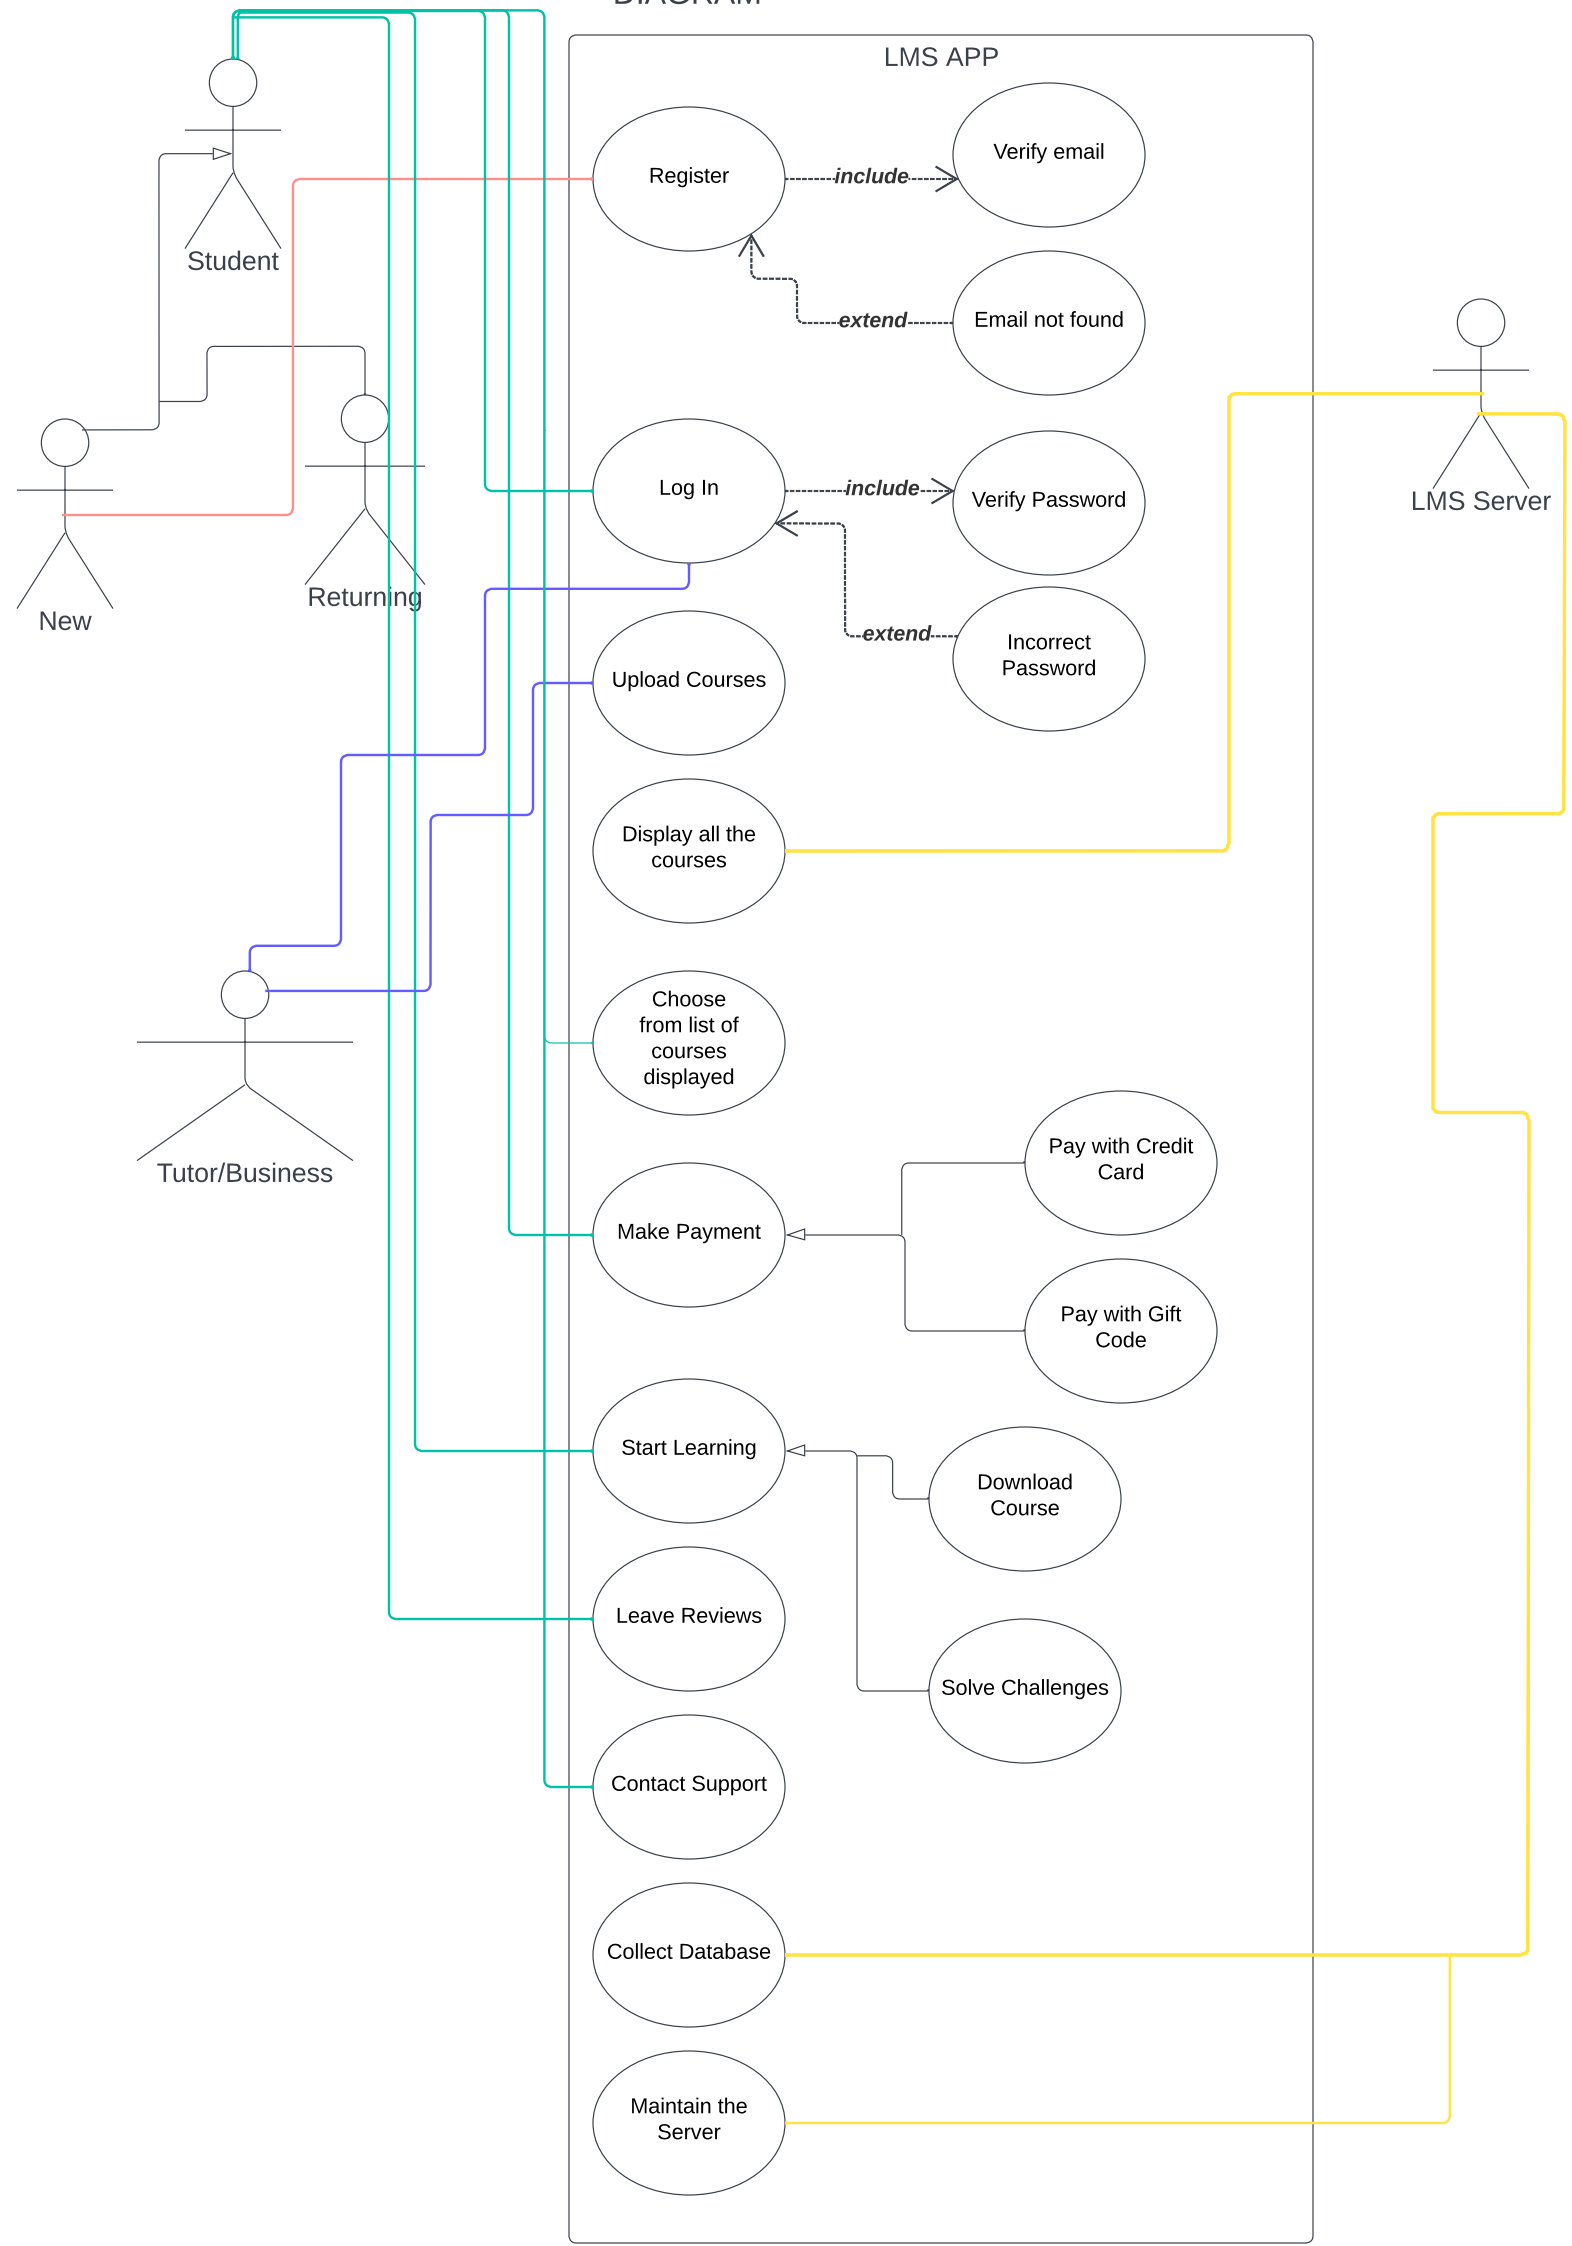 DIAGRAM
LMS APP
Verify email
Register
include
Student
extend
Email not found
Log In
include
Verify Password
LMS Server
Returning
New
extend
Incorrect
Password
Upload Courses
Display all the
courses
Choose
from list of
courses
displayed
Tutor/Business
Pay with Credit
Card
Make Payment
Pay with Gift
Code
Start Learning
Download
Course
Leave Reviews
Solve Challenges
Contact Support
Collect Database
Maintain the
Server